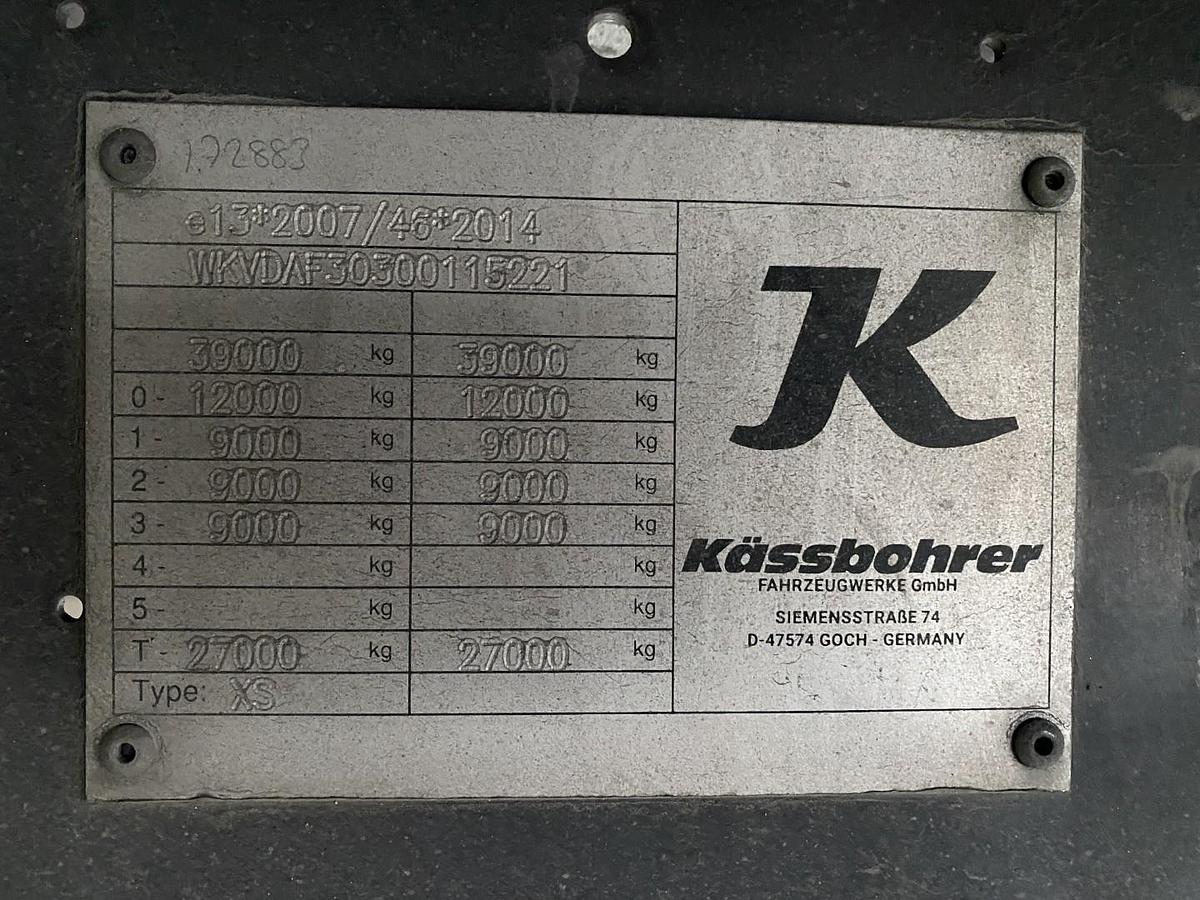 172883
e13*2007/46*2014
WKVDAF30300115221
39000 kg 39000 kg
0- 12000 kg 12000 kg
1- 9000 kg 9000 kg
2- 9000 kg 9000 kg
3- 9000 kg 9000 kg
4- kg kg
5- kg kg
T- 27000 kg 27000 kg
Type: XS
K
Kässbohrer
FAHRZEUGWERKE GmbH
SIEMENSSTRAßE 74
D-47574 GOCH - GERMANY